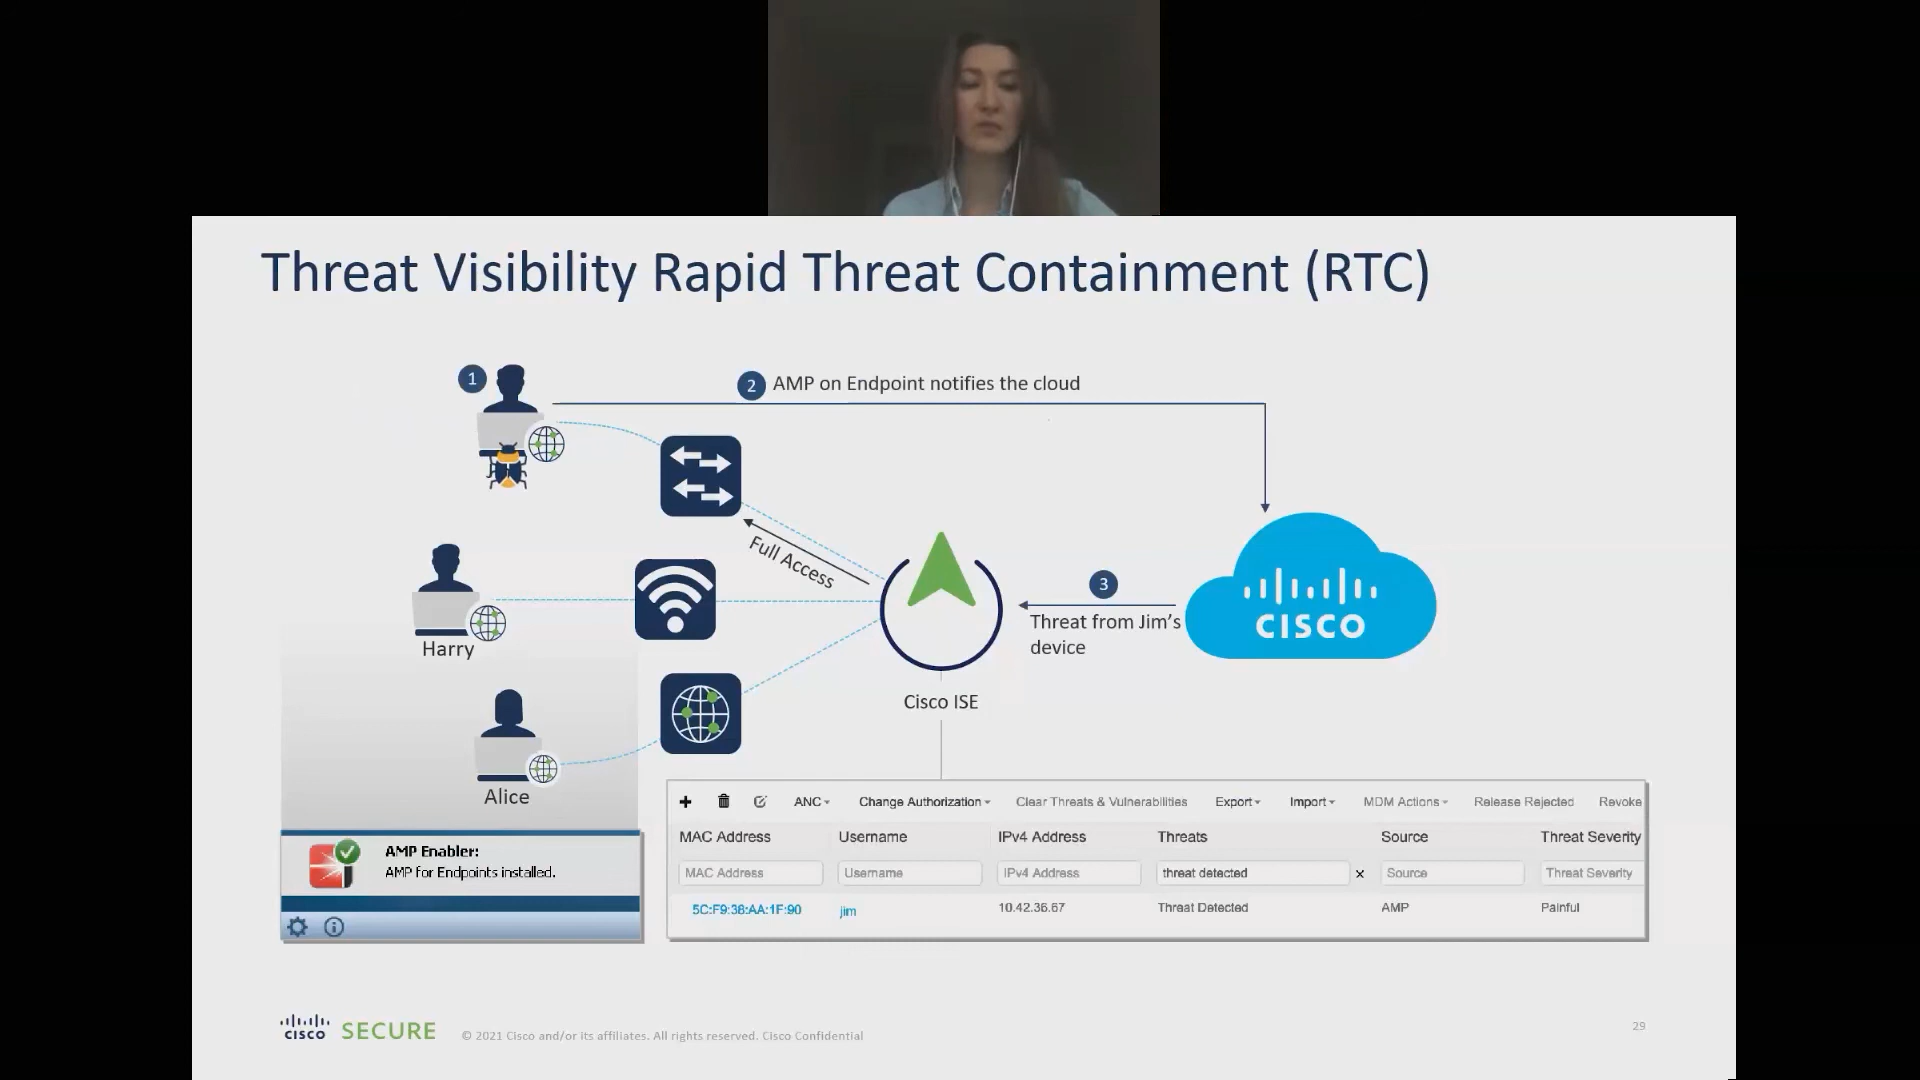 Threat Visibility Rapid Threat Containment (RTC)
1
2
AMP on Endpoint notifies the cloud
Full Access
3
Threat from Jim's
device
CISCO
Harry
Cisco ISE
Alice
AMP Enabler:
AMP for Endpoints installed.
ANC
Change Authorization
Clear Threats & Vulnerabilities
Export
Import
MDM Actions
Release Rejected
Revoke
MAC Address
Username
IPv4 Address
Threats
Source
Threat Severity
MAC Address
Username
IPv4 Address
threat detected
x
Source
Threat Severity
5C:F9:38:AA:1F:90
jim
10.42.36.67
Threat Detected
AMP
Painful
CISCO SECURE
© 2021 Cisco and/or its affiliates. All rights reserved. Cisco Confidential
29